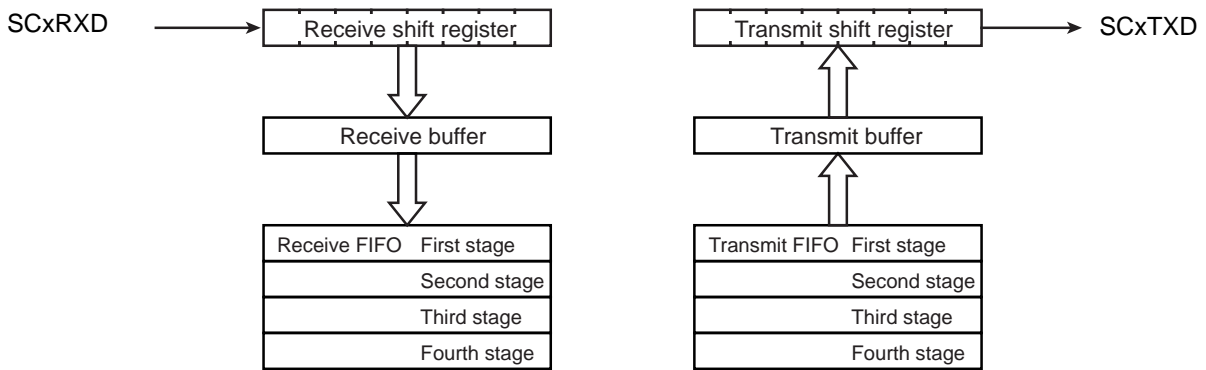 SCxRXD
Receive shift register
Receive buffer
Receive FIFO First stage
Second stage
Third stage
Fourth stage
Transmit shift register
SCxTXD
Transmit buffer
Transmit FIFO First stage
Second stage
Third stage
Fourth stage